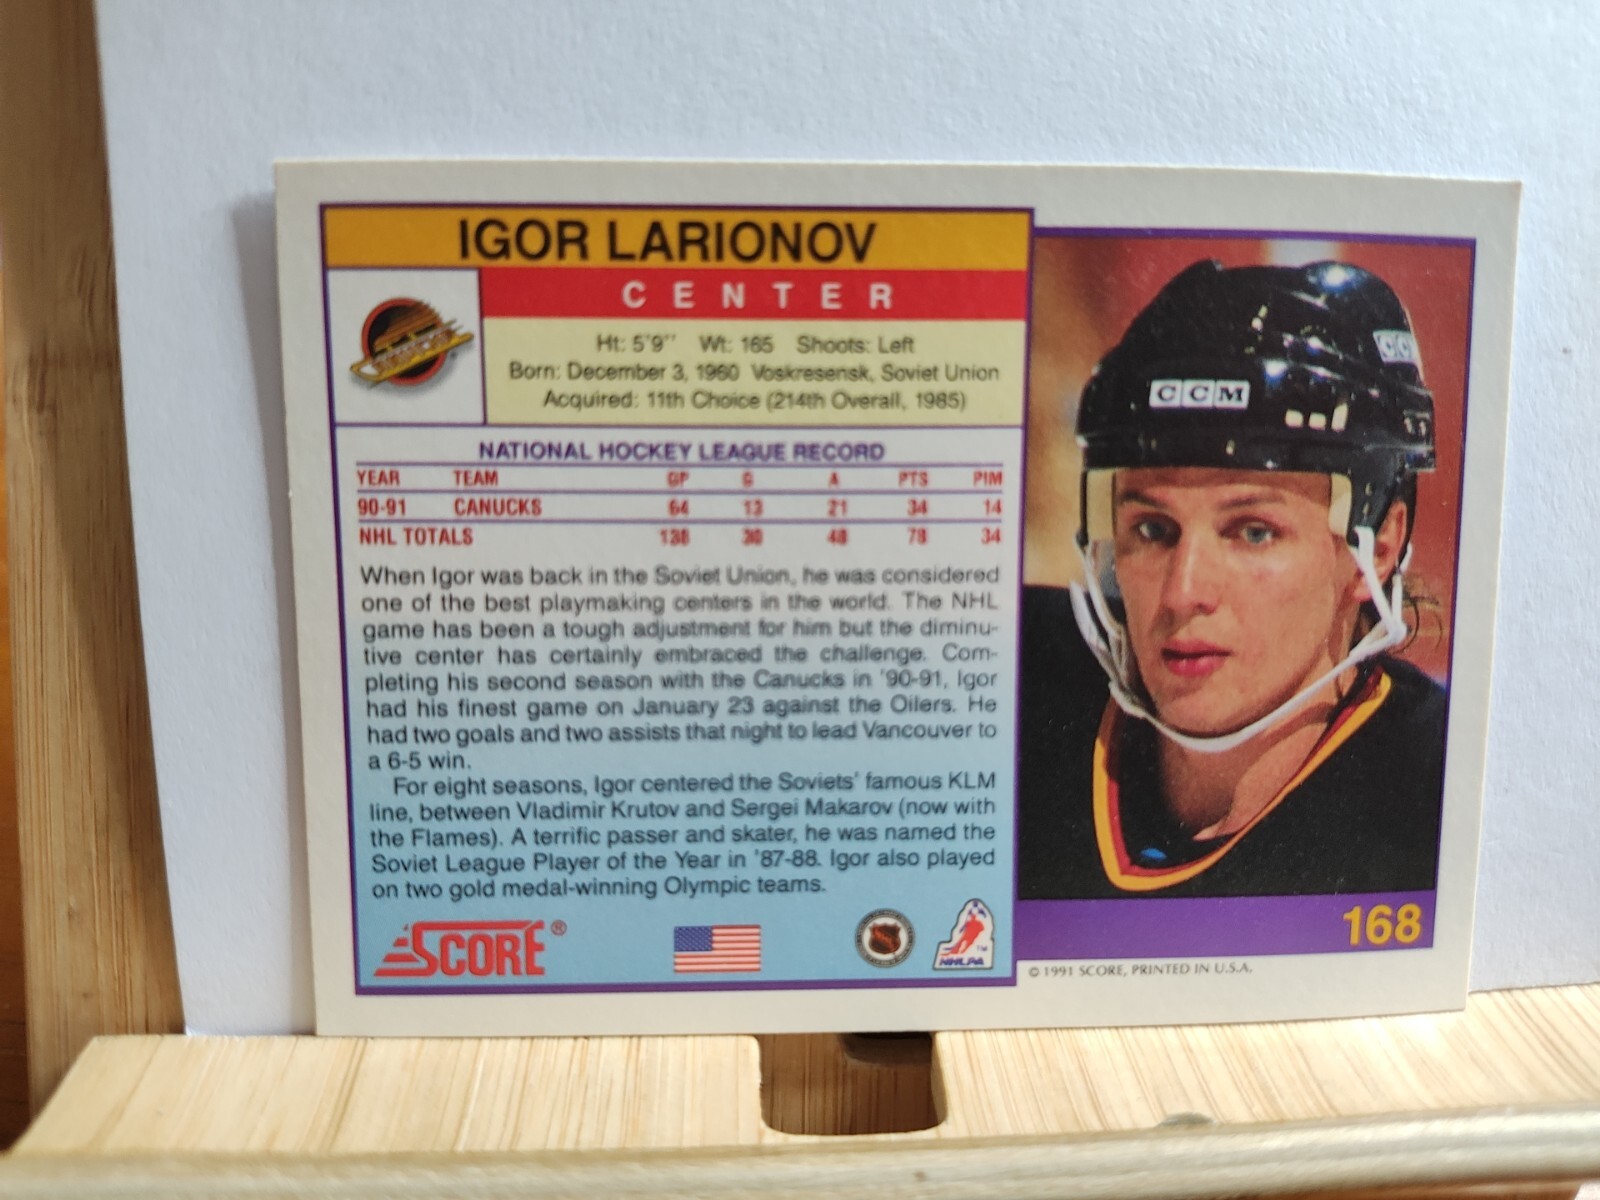 IGOR LARIONOV
CENTER
Ht: 5'9" Wt: 165 Shoots: Left
Born: December 3, 1960 Voskresensk, Soviet Union
Acquired: 11th Choice (214th Overall, 1985)
NATIONAL HOCKEY LEAGUE RECORD
YEAR TEAM GP G A PTS PIM
90-91 CANUCKS 64 13 21 34 14
NHL TOTALS 138 30 48 78 34
When Igor was back in the Soviet Union, he was considered
one of the best playmaking centers in the world. The NHL
game has been a tough adjustment for him but the diminu-
tive center has certainly embraced the challenge. Com-
pleting his second season with the Canucks in '90-91, Igor
had his finest game on January 23 against the Oilers. He
had two goals and two assists that night to lead Vancouver to
a 6-5 win.
For eight seasons, Igor centered the Soviets' famous KLM
line, between Vladimir Krutov and Sergei Makarov (now with
the Flames). A terrific passer and skater, he was named the
Soviet League Player of the Year in '87-88. Igor also played
on two gold medal-winning Olympic teams.
SCORE®
NHLPA
TM
CCM
168
© 1991 SCORE, PRINTED IN U.S.A.